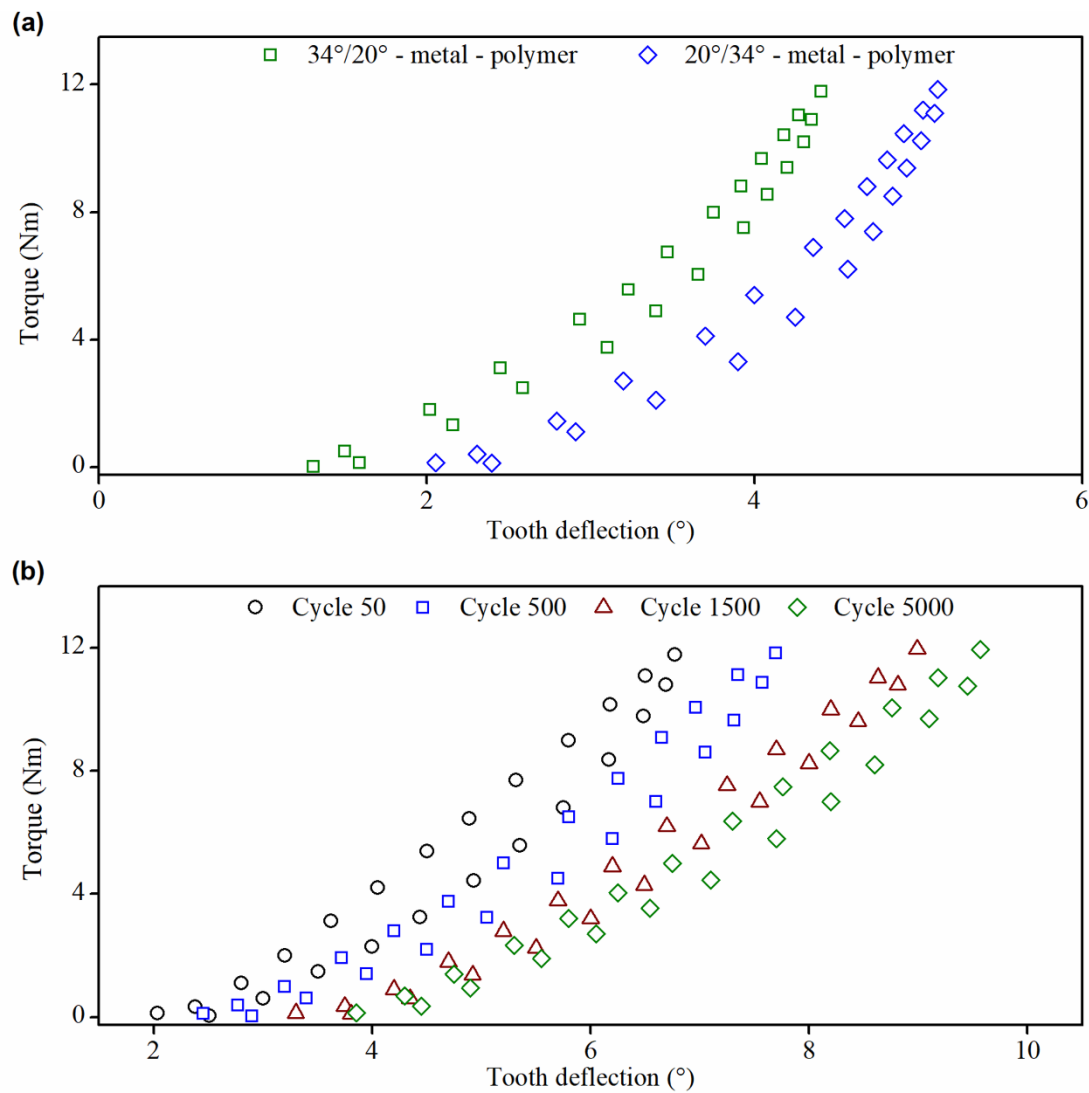 (a)
34°/20° - metal - polymer 20°/34° - metal - polymer
12
8
4
0
Torque (Nm)
0 2 4 6
Tooth deflection (°)
(b)
Cycle 50 Cycle 500 Cycle 1500 Cycle 5000
12
8
4
0
Torque (Nm)
2 4 6 8 10
Tooth deflection (°)